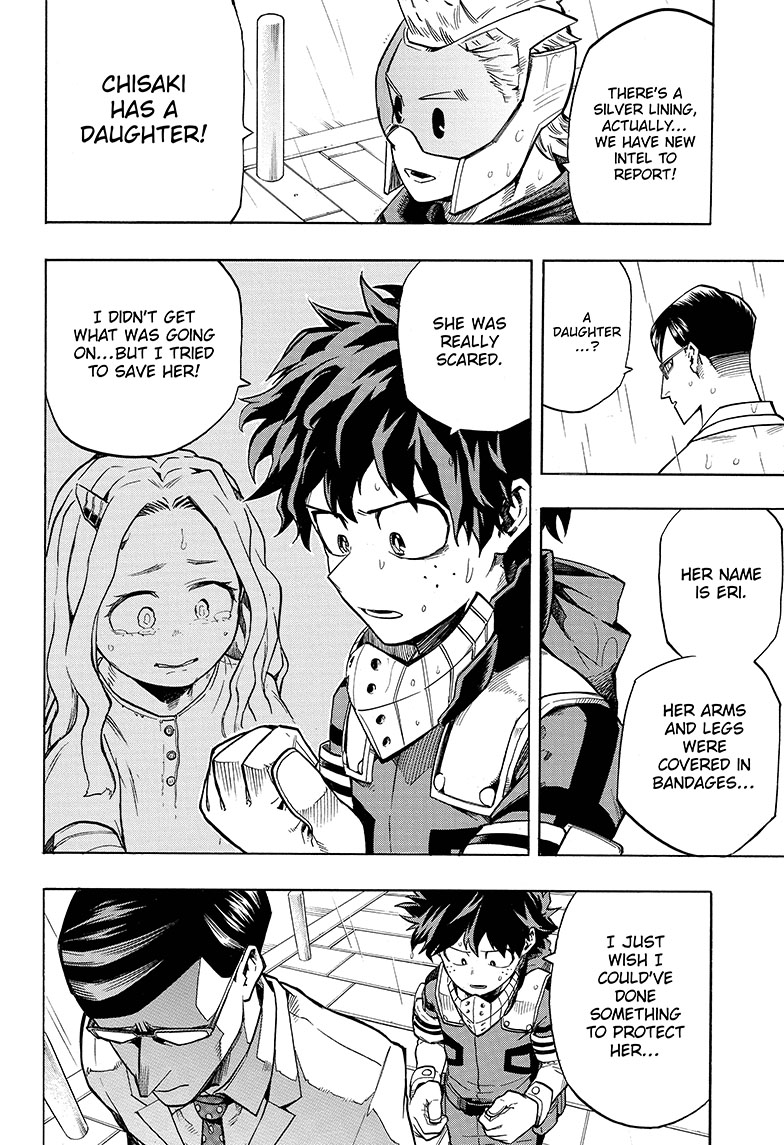 THERE'S A
SILVER LINING,
ACTUALLY...
WE HAVE NEW
INTEL TO
REPORT!
CHISAKI
HAS A
DAUGHTER!
A
DAUGHTER
...?
SHE WAS
REALLY
SCARED.
I DIDN'T GET
WHAT WAS GOING
ON...BUT I TRIED
TO SAVE HER!
HER NAME
IS ERI.
HER ARMS
AND LEGS
WERE
COVERED IN
BANDAGES...
I JUST
WISH I
COULD'VE
DONE
SOMETHING
TO PROTECT
HER...